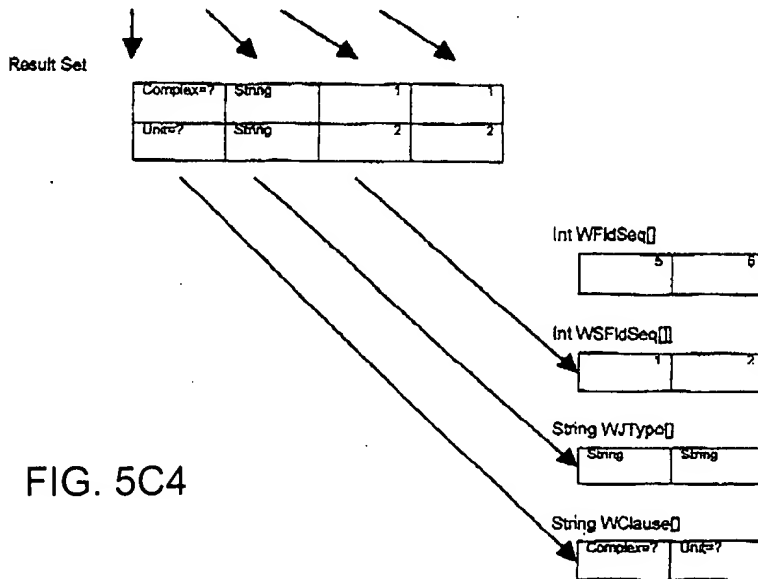 Result Set
Complex=? String 1 1
Unit=? String 2 2
Int WFldSeq[]
5 6
Int WSFldSeq[]
1 2
String WJType[]
String String
String WClause[]
Complex=? Unit=?
FIG. 5C4